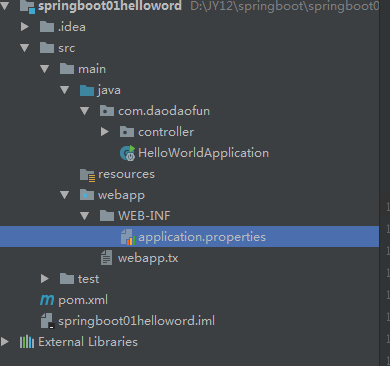 springboot01helloword D:\JY12\springboot\springboot0
.idea
src
main
java
com.daodaofun
controller
HelloWorldApplication
resources
webapp
WEB-INF
application.properties
webapp.tx
test
pom.xml
springboot01helloword.iml
External Libraries